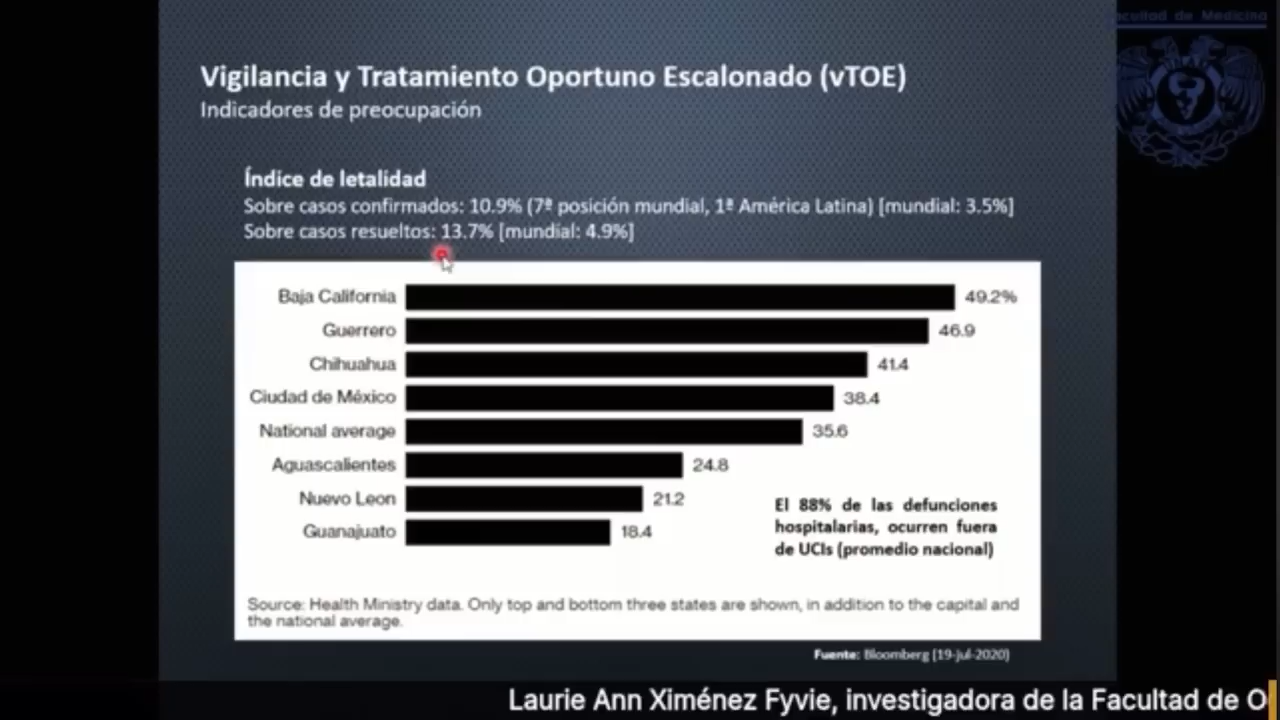 acultad de Medicina
Vigilancia y Tratamiento Oportuno Escalonado (vTOE)
Indicadores de preocupación
Índice de letalidad
Sobre casos confirmados: 10.9% (7ª posición mundial, 1ª América Latina) [mundial: 3.5%]
Sobre casos resueltos: 13.7% [mundial: 4.9%]
Baja California 49.2%
Guerrero 46.9
Chihuahua 41.4
Ciudad de México 38.4
National average 35.6
Aguascalientes 24.8
Nuevo Leon 21.2
Guanajuato 18.4
El 88% de las defunciones
hospitalarias, ocurren fuera
de UCIs (promedio nacional)
Source: Health Ministry data. Only top and bottom three states are shown, in addition to the capital and
the national average.
Fuente: Bloomberg (19-jul-2020)
Laurie Ann Ximénez Fyvie, investigadora de la Facultad de O